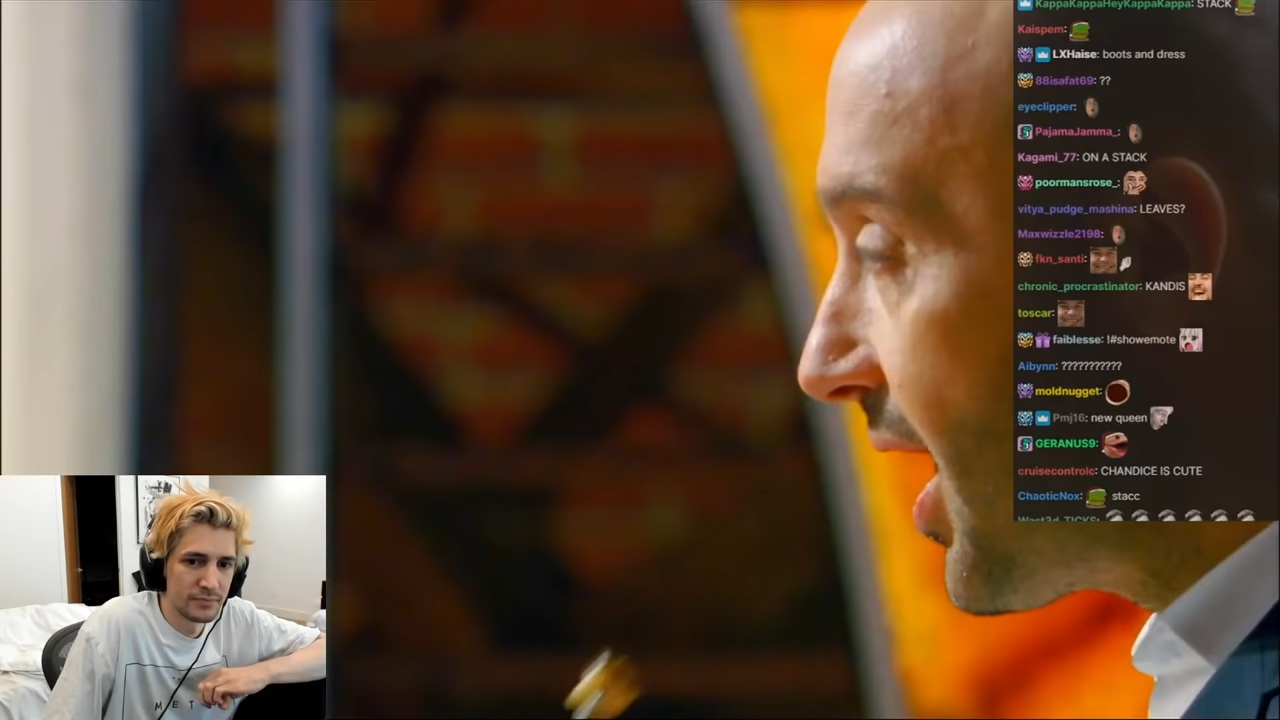 KappaKappaHeyKappaKappa: STACK
Kaispem:
LXHaise: boots and dress
88isafat69: ??
eyeclipper:
PajamaJamma_:
Kagami_77: ON A STACK
poormansrose_:
vitya_pudge_mashina: LEAVES?
Maxwizzle2198:
fkn_santi:
chronic_procrastinator: KANDIS
toscar:
faiblesse: !#showemote
Aibynn: ???????????
moldnugget:
Pmj16: new queen
GERANUS9:
cruisecontrolc: CHANDICE IS CUTE
ChaoticNox: stacc
Wast3d_TICKS:
MET